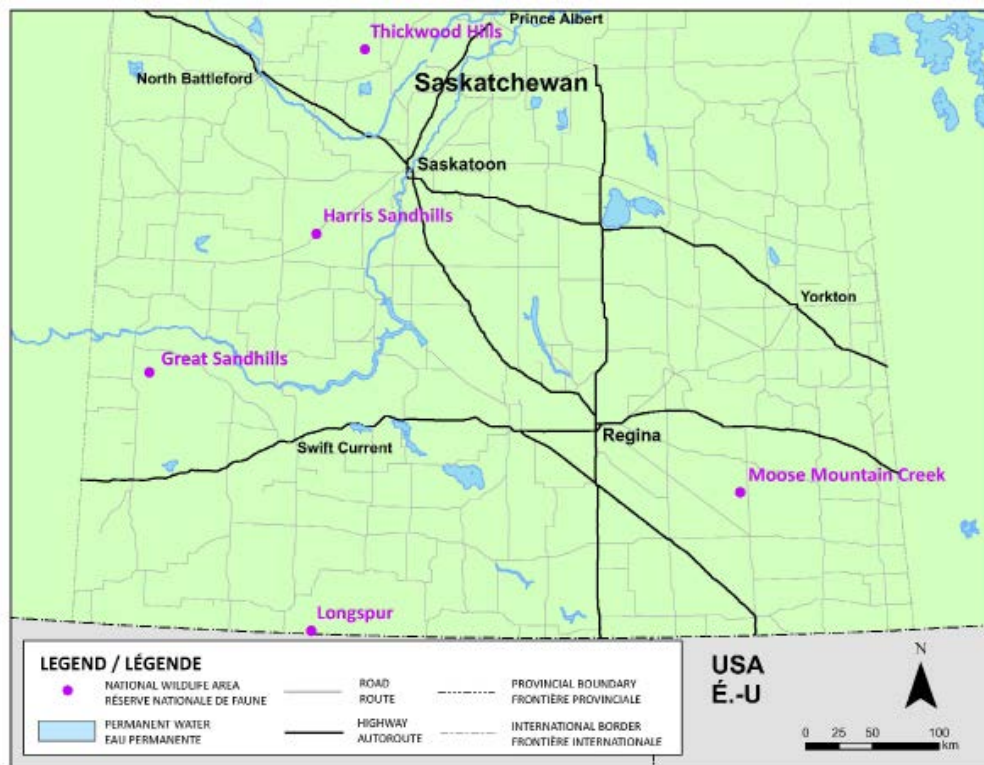 Thickwood Hills
Prince Albert
North Battleford
Saskatchewan
Saskatoon
Harris Sandhills
Yorkton
Great Sandhills
Swift Current
Regina
Moose Mountain Creek
Longspur
LEGEND / LÉGENDE
NATIONAL WILDLIFE AREA
RÉSERVE NATIONALE DE FAUNE
PERMANENT WATER
EAU PERMANENTE
ROAD
ROUTE
HIGHWAY
AUTOROUTE
PROVINCIAL BOUNDARY
FRONTIÈRE PROVINCIALE
INTERNATIONAL BORDER
FRONTIÈRE INTERNATIONALE
USA
É.-U
N
0 25 50 100
km